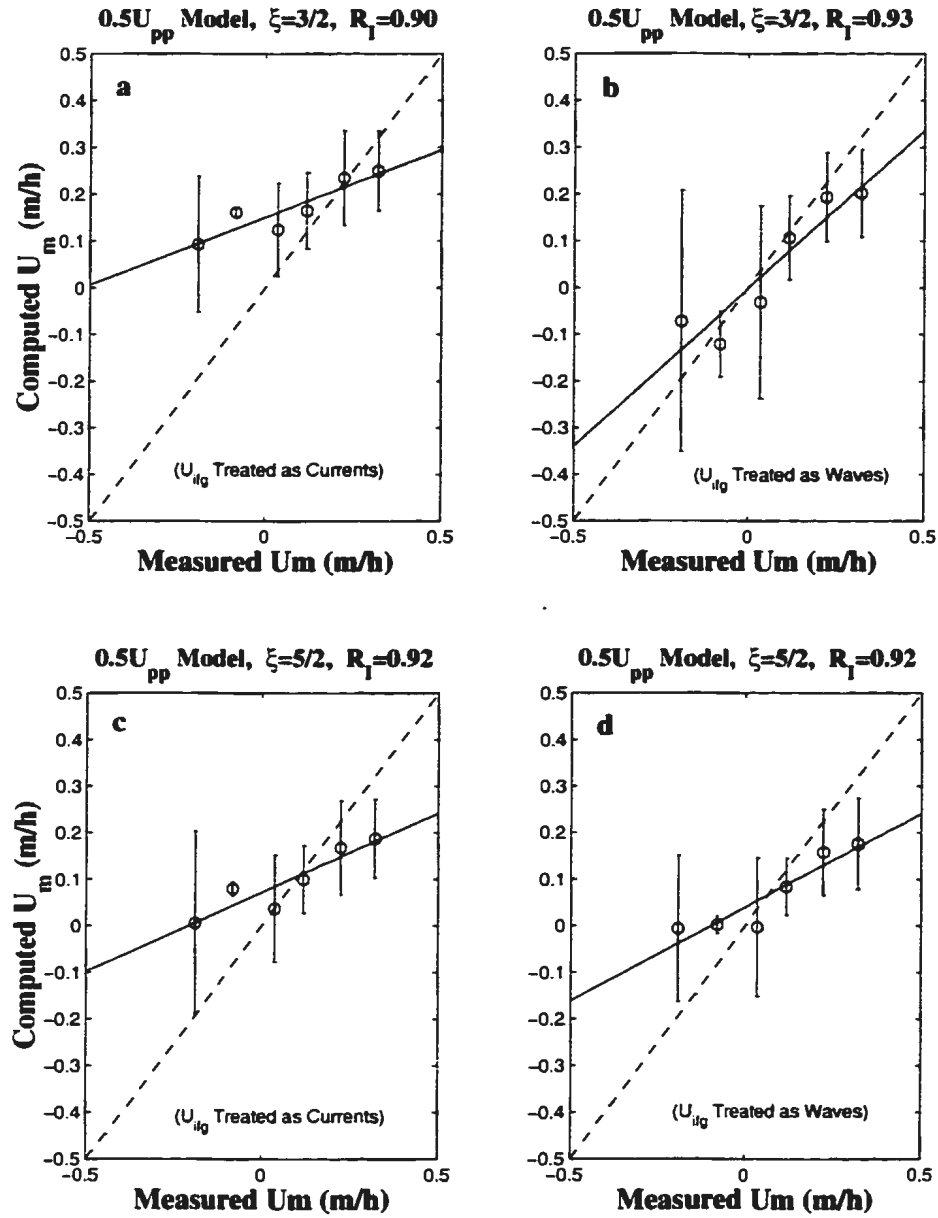 0.5U_pp Model, ξ=3/2, R_I=0.90
a
0.5
0.4
0.3
0.2
0.1
0
-0.1
-0.2
-0.3
-0.4
-0.5
Computed U_m (m/h)
(U_ifg Treated as Currents)
-0.5 0 0.5
Measured Um (m/h)
0.5U_pp Model, ξ=3/2, R_I=0.93
b
0.5
0.4
0.3
0.2
0.1
0
-0.1
-0.2
-0.3
-0.4
-0.5
(U_ifg Treated as Waves)
-0.5 0 0.5
Measured Um (m/h)
0.5U_pp Model, ξ=5/2, R_I=0.92
c
0.5
0.4
0.3
0.2
0.1
0
-0.1
-0.2
-0.3
-0.4
-0.5
Computed U_m (m/h)
(U_ifg Treated as Currents)
-0.5 0 0.5
Measured Um (m/h)
0.5U_pp Model, ξ=5/2, R_I=0.92
d
0.5
0.4
0.3
0.2
0.1
0
-0.1
-0.2
-0.3
-0.4
-0.5
(U_ifg Treated as Waves)
-0.5 0 0.5
Measured Um (m/h)